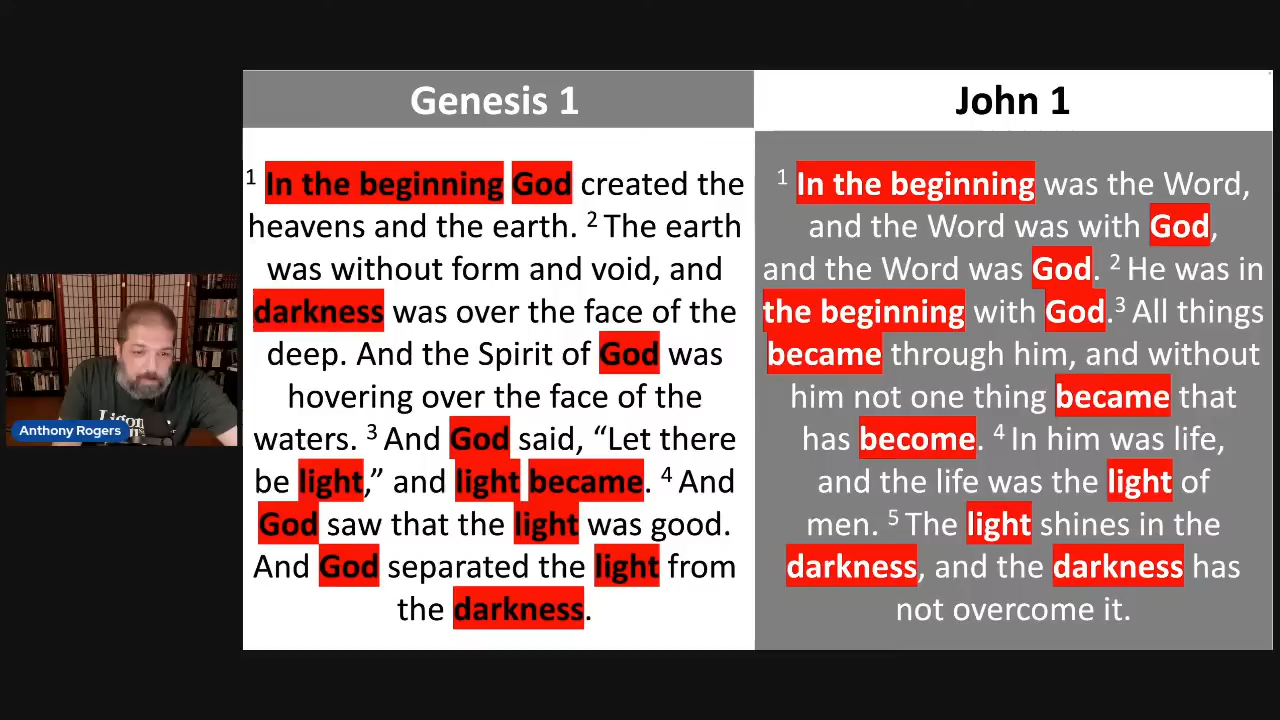 Genesis 1
¹ In the beginning God created the
heavens and the earth. ² The earth
was without form and void, and
darkness was over the face of the
deep. And the Spirit of God was
hovering over the face of the
waters. ³ And God said, “Let there
be light,” and light became. ⁴ And
God saw that the light was good.
And God separated the light from
the darkness.
John 1
¹ In the beginning was the Word,
and the Word was with God,
and the Word was God. ² He was in
the beginning with God.³ All things
became through him, and without
him not one thing became that
has become. ⁴ In him was life,
and the life was the light of
men. ⁵ The light shines in the
darkness, and the darkness has
not overcome it.
Anthony Rogers